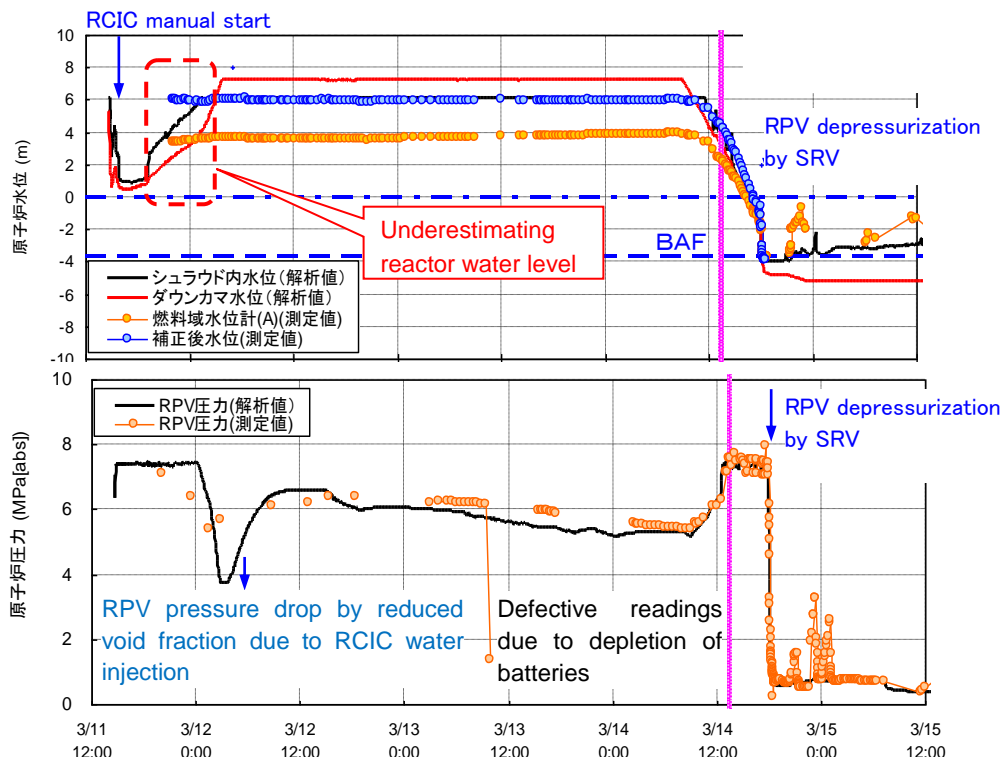 RCIC manual start
10
8
6
4
2
0
-2
-4
-6
-8
-10
原子炉水位 (m)
RPV depressurization
by SRV
Underestimating
reactor water level
BAF
シュラウド内水位(解析値)
ダウンカマ水位(解析値)
燃料域水位計(A)(測定値)
補正後水位(測定値)
10
8
6
4
2
0
原子炉圧力 (MPa[abs])
RPV圧力(解析値)
RPV圧力(測定値)
RPV depressurization
by SRV
RPV pressure drop by reduced
void fraction due to RCIC water
injection
Defective readings
due to depletion of
batteries
3/11 3/12 3/12 3/13 3/13 3/14 3/14 3/15 3/15
12:00 0:00 12:00 0:00 12:00 0:00 12:00 0:00 12:00